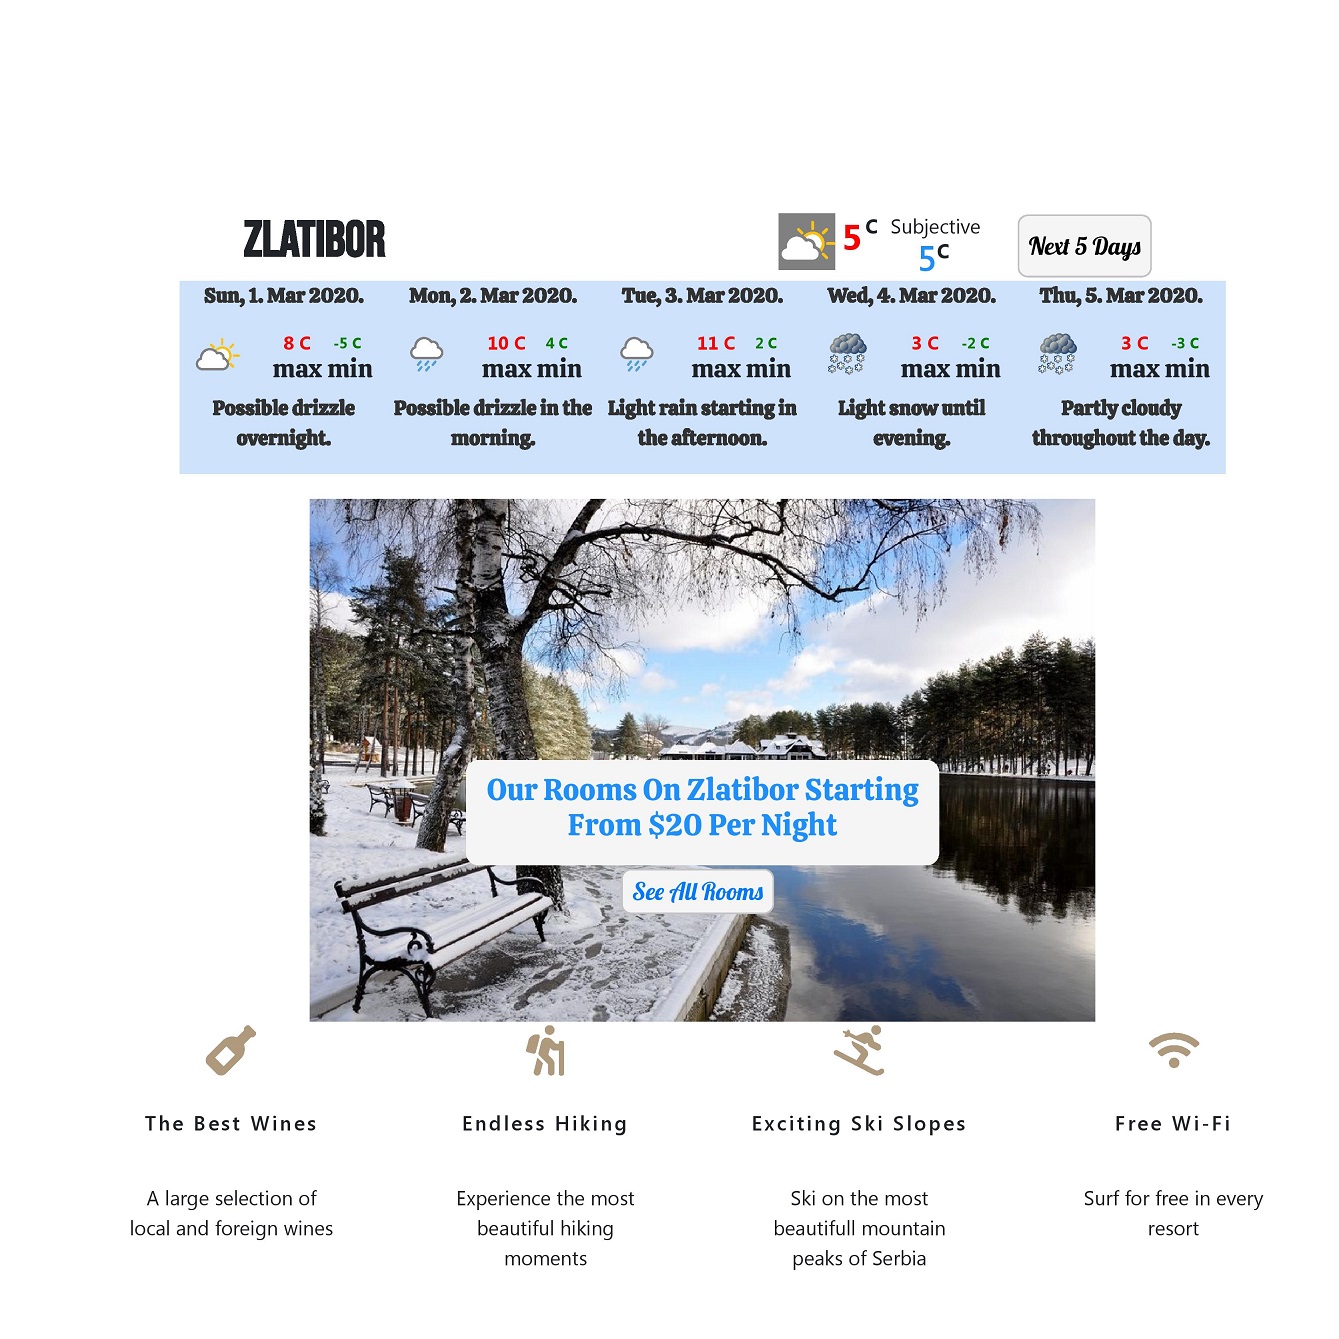 ZLATIBOR
5 C Subjective
5C
Next 5 Days
Sun, 1. Mar 2020.
8 C -5 C
max min
Possible drizzle
overnight.
Mon, 2. Mar 2020.
10 C 4 C
max min
Possible drizzle in the
morning.
Tue, 3. Mar 2020.
11 C 2 C
max min
Light rain starting in
the afternoon.
Wed, 4. Mar 2020.
3 C -2 C
max min
Light snow until
evening.
Thu, 5. Mar 2020.
3 C -3 C
max min
Partly cloudy
throughout the day.
Our Rooms On Zlatibor Starting
From $20 Per Night
See All Rooms
The Best Wines
A large selection of
local and foreign wines
Endless Hiking
Experience the most
beautiful hiking
moments
Exciting Ski Slopes
Ski on the most
beautifull mountain
peaks of Serbia
Free Wi-Fi
Surf for free in every
resort